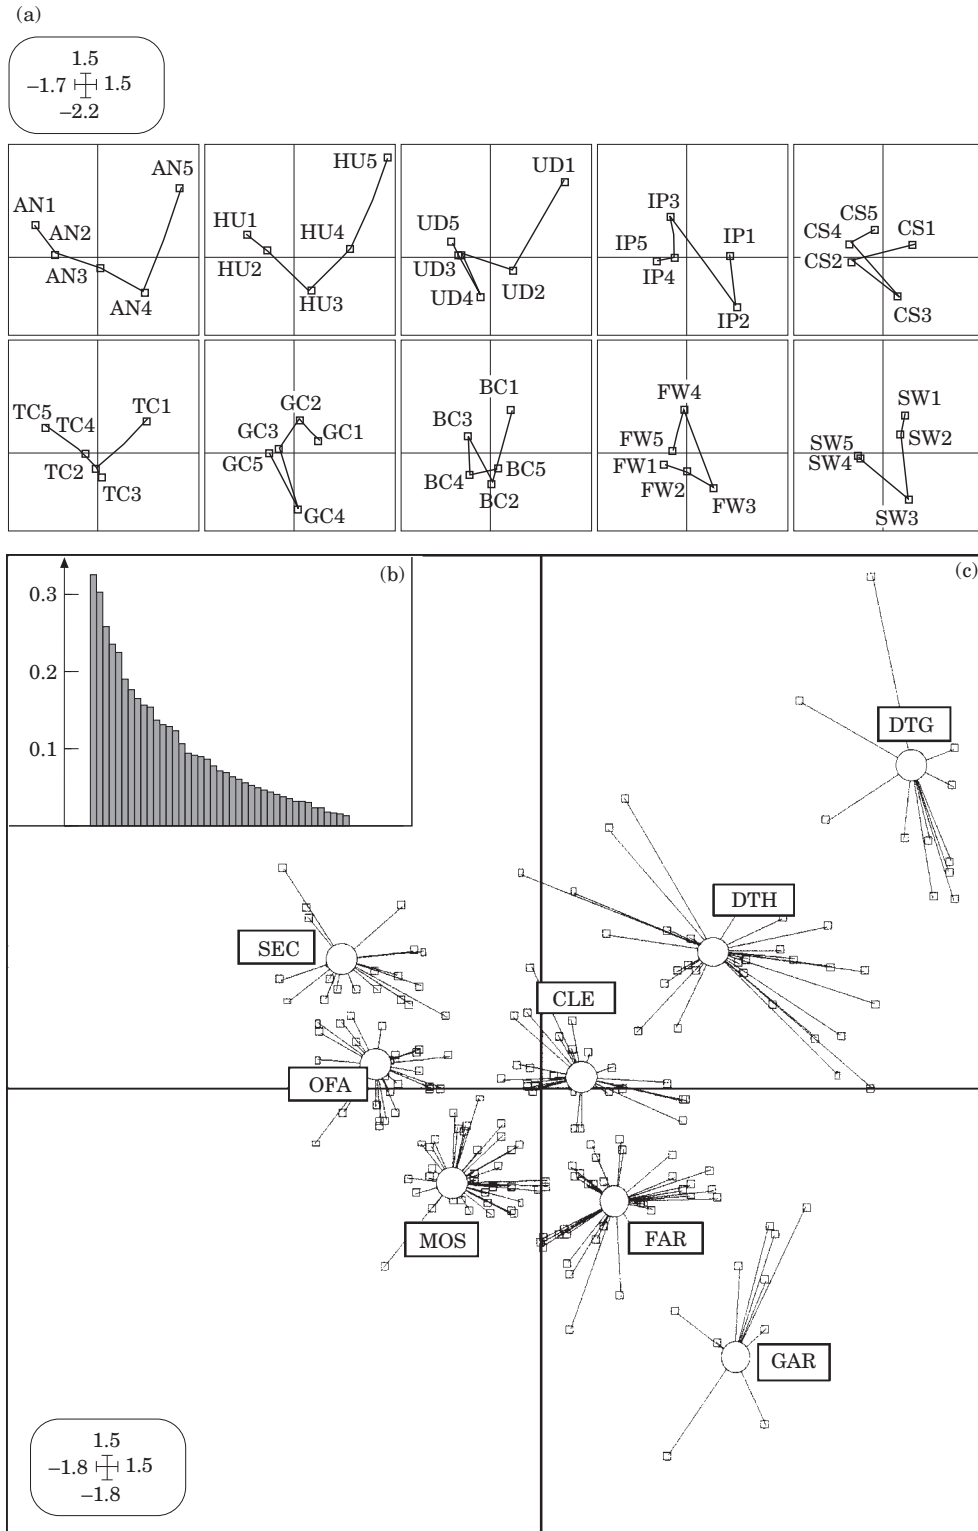 (a)
1.5
–1.7 1.5
–2.2
AN1 AN2 AN3 AN4 AN5
HU1 HU2 HU3 HU4 HU5
UD1 UD5 UD3 UD4 UD2
IP3 IP5 IP4 IP1 IP2
CS5 CS4 CS1 CS2 CS3
TC5 TC4 TC1 TC2 TC3
GC2 GC3 GC1 GC5 GC4
BC1 BC3 BC4 BC5 BC2
FW4 FW5 FW1 FW2 FW3
SW1 SW2 SW5 SW4 SW3
(b)
0.3
0.2
0.1
(c)
DTG
DTH
SEC
CLE
OFA
MOS
FAR
GAR
1.5
–1.8 1.5
–1.8